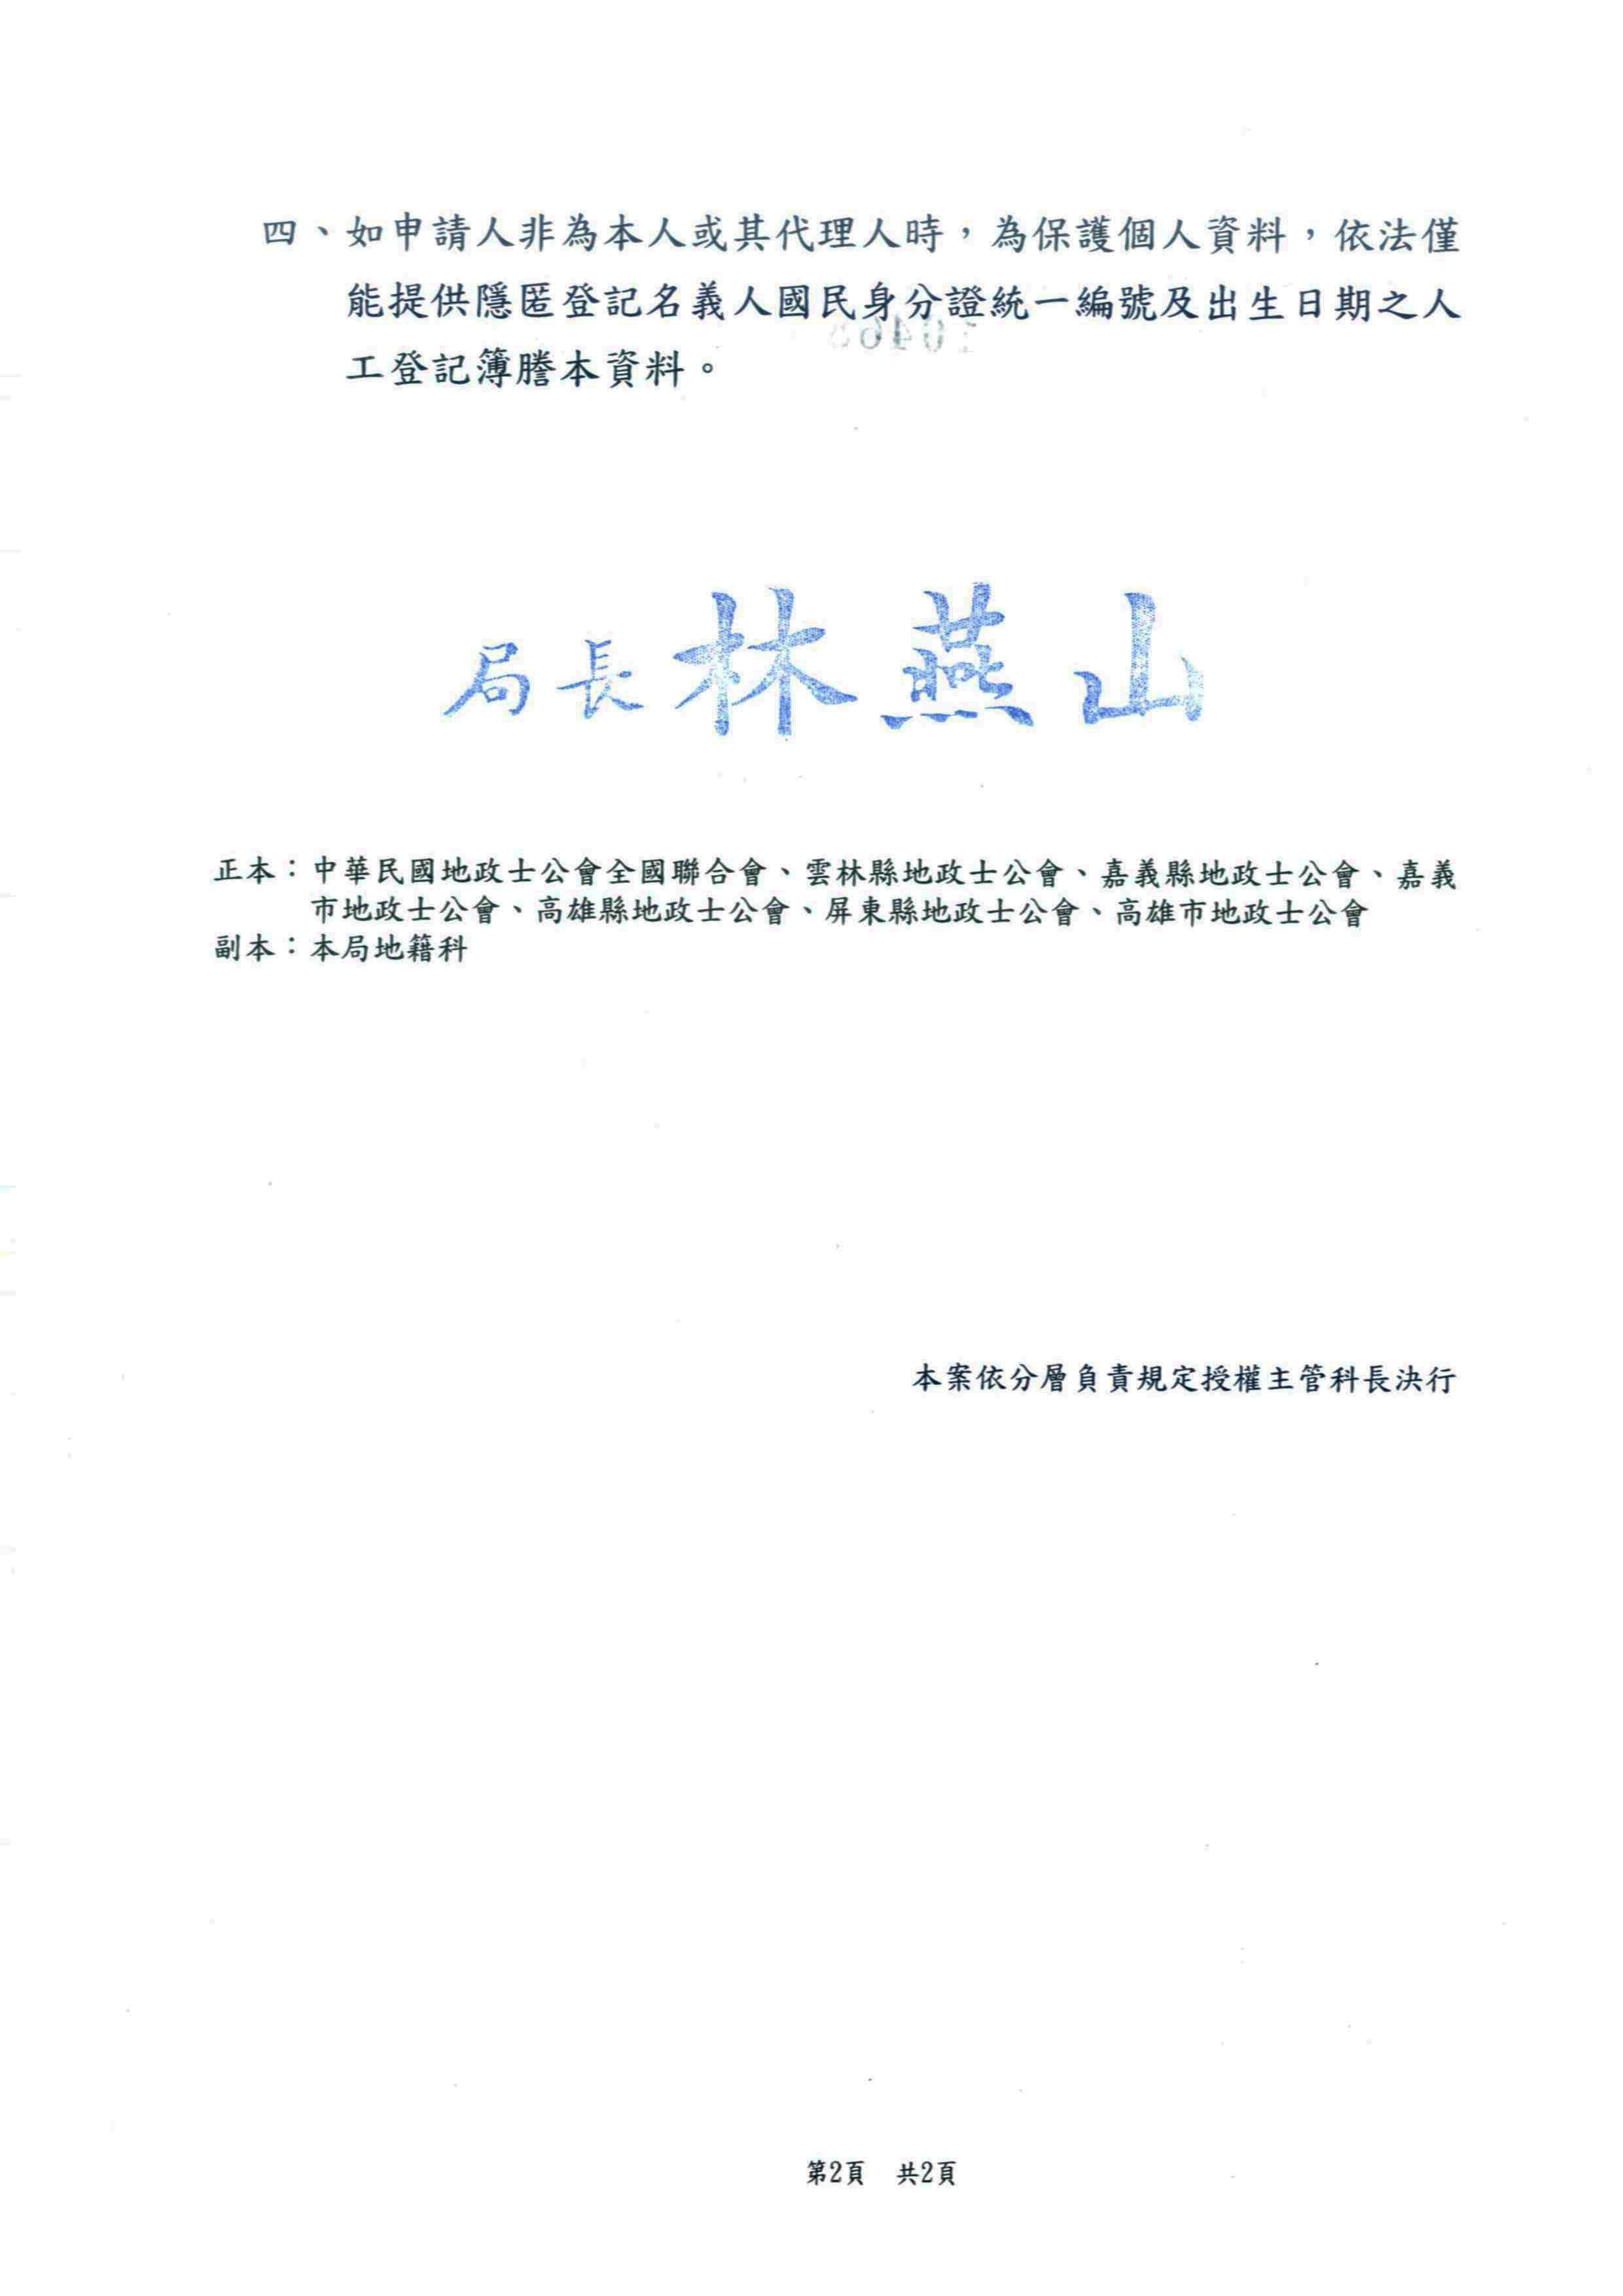 四、如申請人非為本人或其代理人時，為保護個人資料，依法僅
能提供隱匿登記名義人國民身分證統一編號及出生日期之人
工登記簿謄本資料。
局長林燕山
正本：中華民國地政士公會全國聯合會、雲林縣地政士公會、嘉義縣地政士公會、嘉義
市地政士公會、高雄縣地政士公會、屏東縣地政士公會、高雄市地政士公會
副本：本局地籍科
本案依分層負責規定授權主管科長決行
第2頁　共2頁